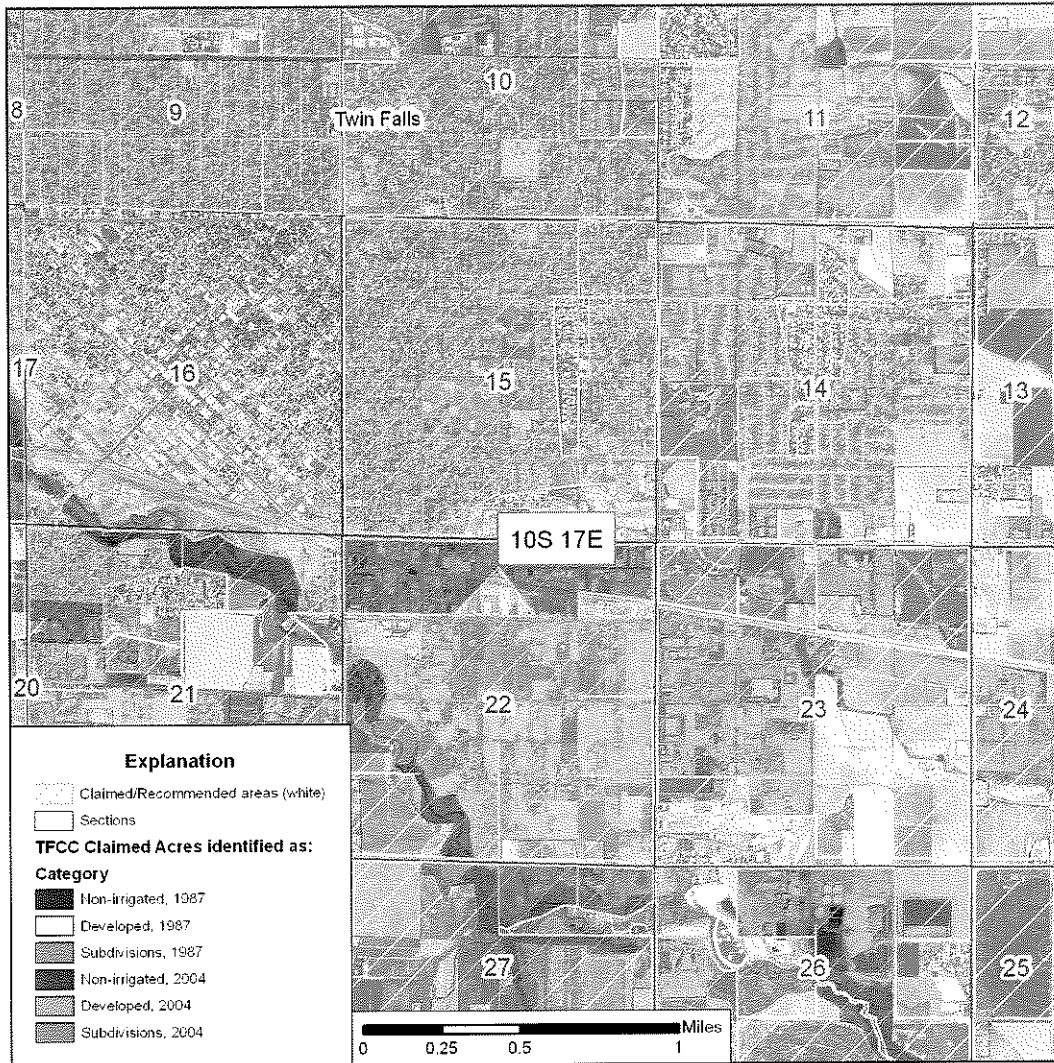 10
8
9
Twin Falls
11
12
17
16
15
14
13
10S 17E
20
21
22
23
24
Explanation
Claimed/Recommended areas (white)
Sections
TFCC Claimed Acres identified as:
Category
Non-irrigated, 1987
Developed, 1987
Subdivisions, 1987
Non-irrigated, 2004
Developed, 2004
Subdivisions, 2004
27
26
25
Miles
0 0.25 0.5 1